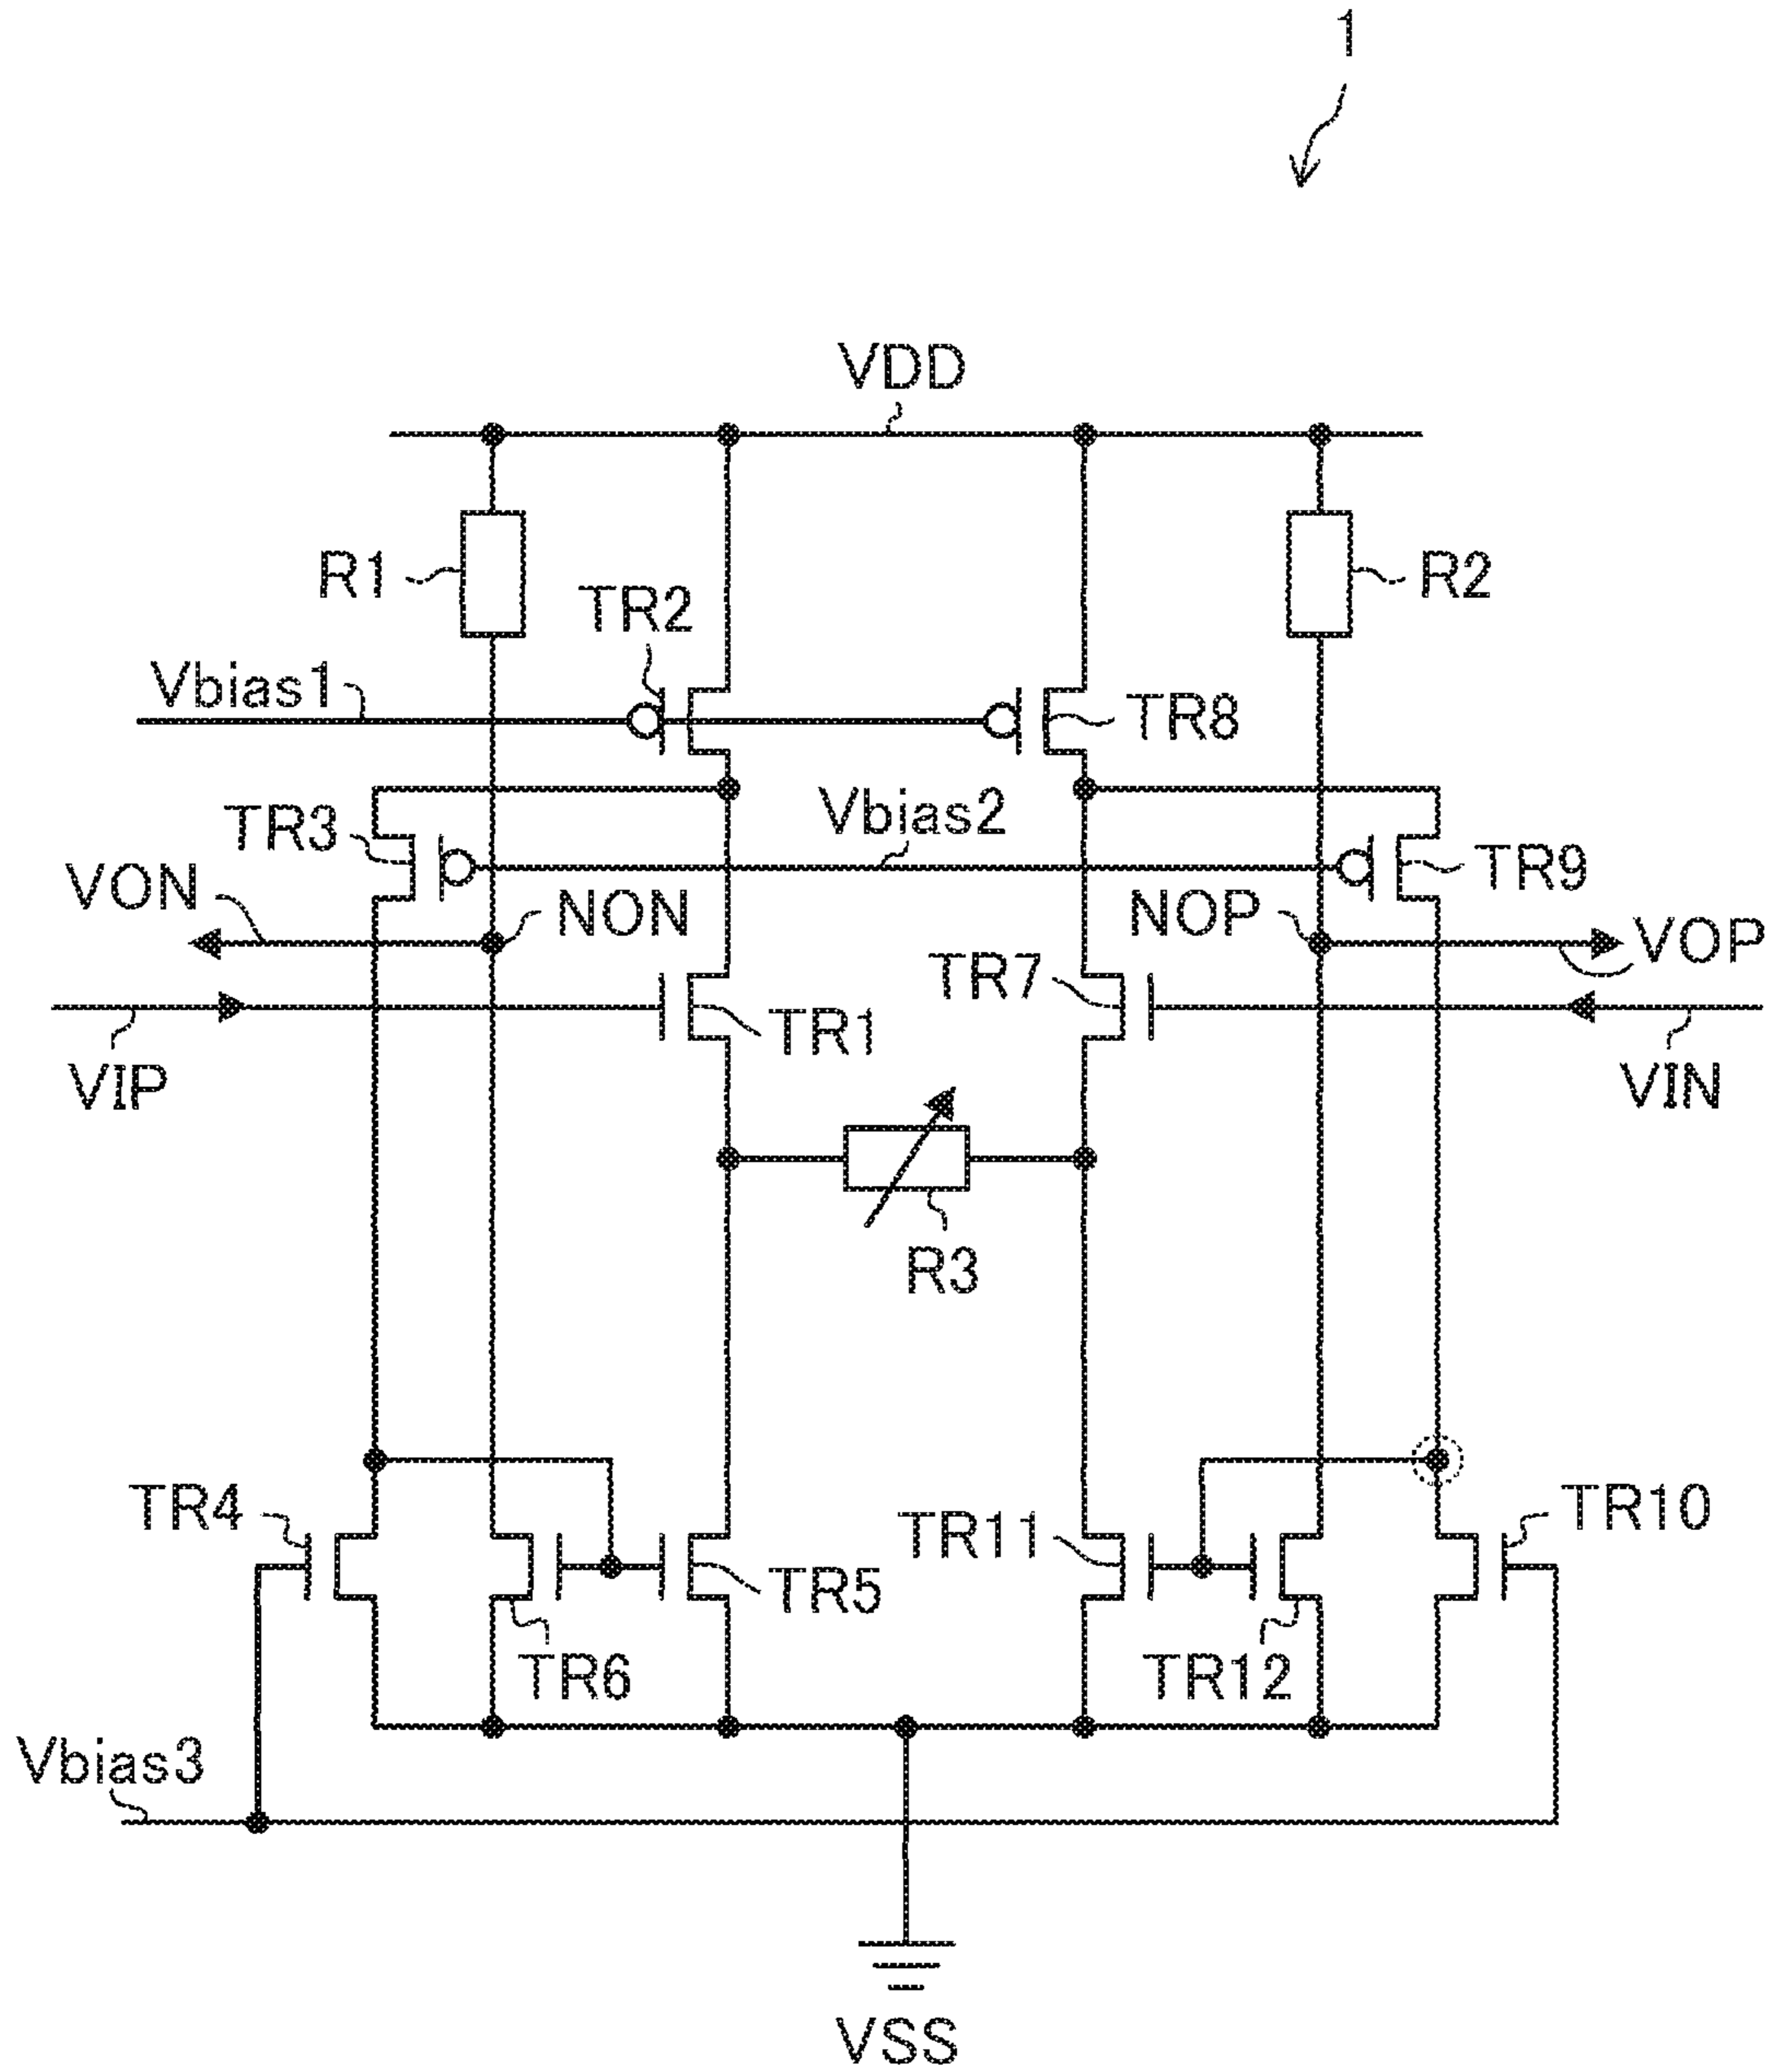 1
VDD
R1
TR2
R2
Vbias1
TR8
TR3
Vbias2
TR9
VON
NON
NOP
VOP
TR7
TR1
VIP
VIN
R3
TR4
TR11
TR10
TR5
TR6
TR12
Vbias3
VSS